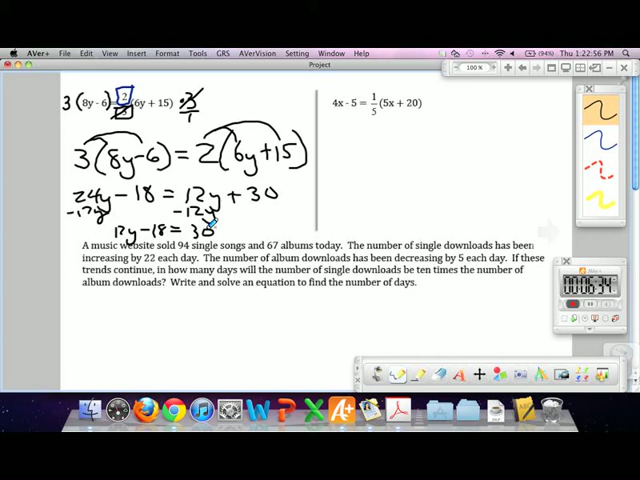 AVer+ File Edit View Insert Format Tools GRS AVervision Setting Extras Window Help (94%) Thu 1:22:56 PM
Project
100 %
3 (8y - 6) = 2/3 (6y + 15) · 3/1
4x - 5 = 1/5 (5x + 20)
3(8y-6) = 2(6y+15)
24y - 18 = 12y + 30
-12y -12y
12y - 18 = 30
A music website sold 94 single songs and 67 albums today. The number of single downloads has been
increasing by 22 each day. The number of album downloads has been decreasing by 5 each day. If these
trends continue, in how many days will the number of single downloads be ten times the number of
album downloads? Write and solve an equation to find the number of days.
00:06:34